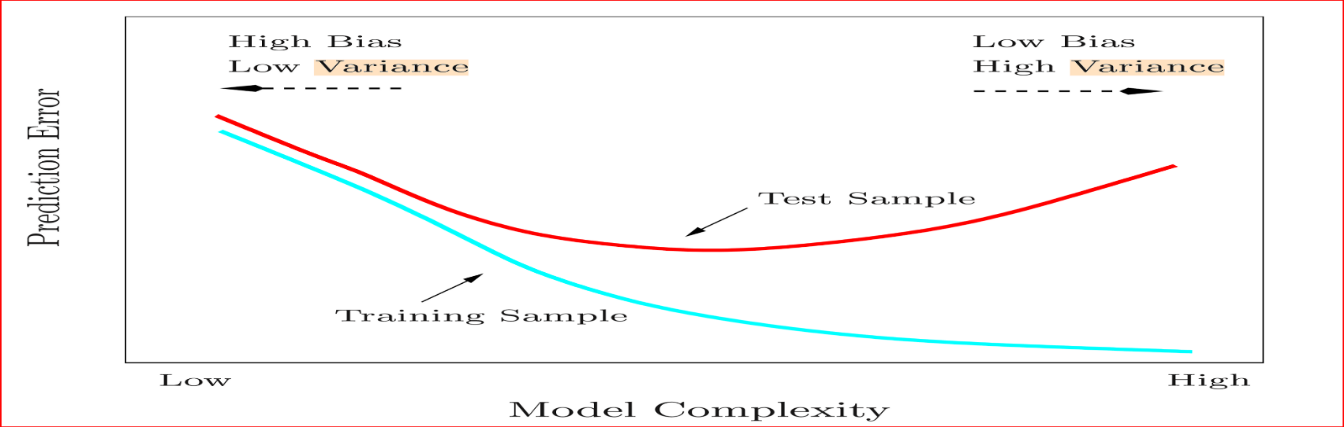 High Bias
Low Variance
Low Bias
High Variance
Prediction Error
Test Sample
Training Sample
Low
High
Model Complexity